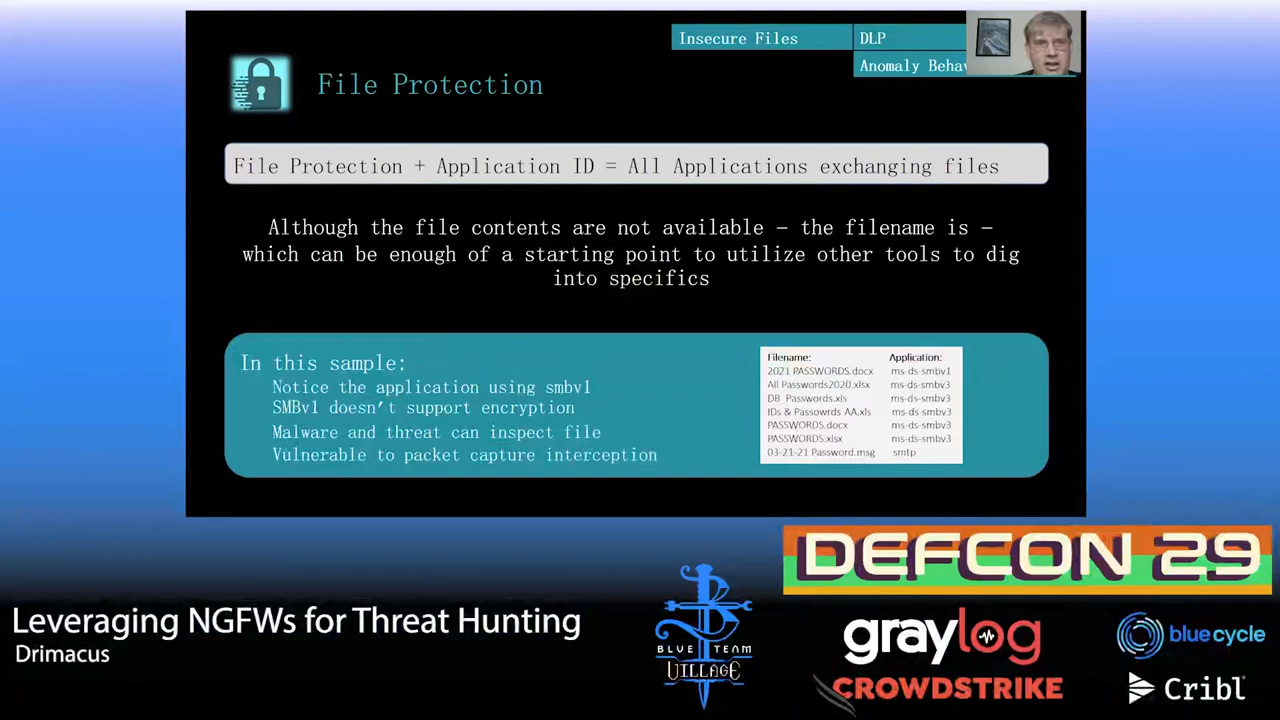 Insecure Files
DLP
Anomaly Behav
File Protection
File Protection + Application ID = All Applications exchanging files
Although the file contents are not available – the filename is –
which can be enough of a starting point to utilize other tools to dig
into specifics
In this sample:
Notice the application using smbv1
SMBv1 doesn't support encryption
Malware and threat can inspect file
Vulnerable to packet capture interception
Filename: Application:
2021 PASSWORDS.docx ms-ds-smbv1
All Passwords2020.xlsx ms-ds-smbv3
DB_Passwords.xls ms-ds-smbv3
IDs & Passowrds AA.xls ms-ds-smbv3
PASSWORDS.docx ms-ds-smbv3
PASSWORDS.xlsx ms-ds-smbv3
03-21-21 Password.msg smtp
DEFCON 29
Leveraging NGFWs for Threat Hunting
Drimacus
BLUE TEAM
VILLAGE
graylog
CROWDSTRIKE
bluecycle
Cribl